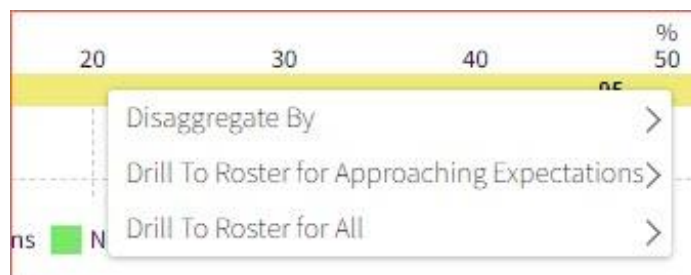 %
20 30 40 50
Disaggregate By
Drill To Roster for Approaching Expectations
Drill To Roster for All
ns N